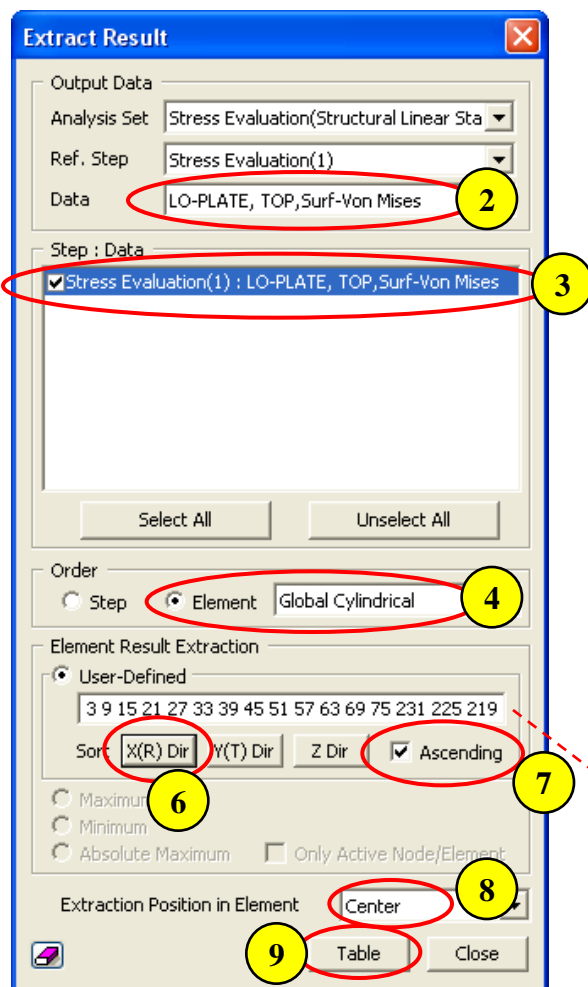 Extract Result
Output Data
Analysis Set Stress Evaluation(Structural Linear Sta
Ref. Step Stress Evaluation(1)
Data LO-PLATE, TOP,Surf-Von Mises 2
Step : Data
Stress Evaluation(1) : LO-PLATE, TOP,Surf-Von Mises 3
Select All Unselect All
Order
Step Element Global Cylindrical 4
Element Result Extraction
User-Defined
3 9 15 21 27 33 39 45 51 57 63 69 75 231 225 219
Sort X(R) Dir Y(T) Dir Z Dir Ascending
6 7
Maximum
Minimum
Absolute Maximum Only Active Node/Element
Extraction Position in Element Center 8
9 Table Close